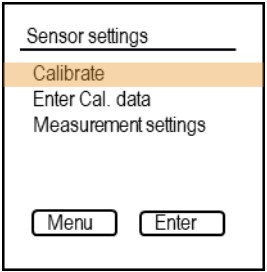 Sensor settings
Calibrate
Enter Cal. data
Measurement settings
Menu Enter